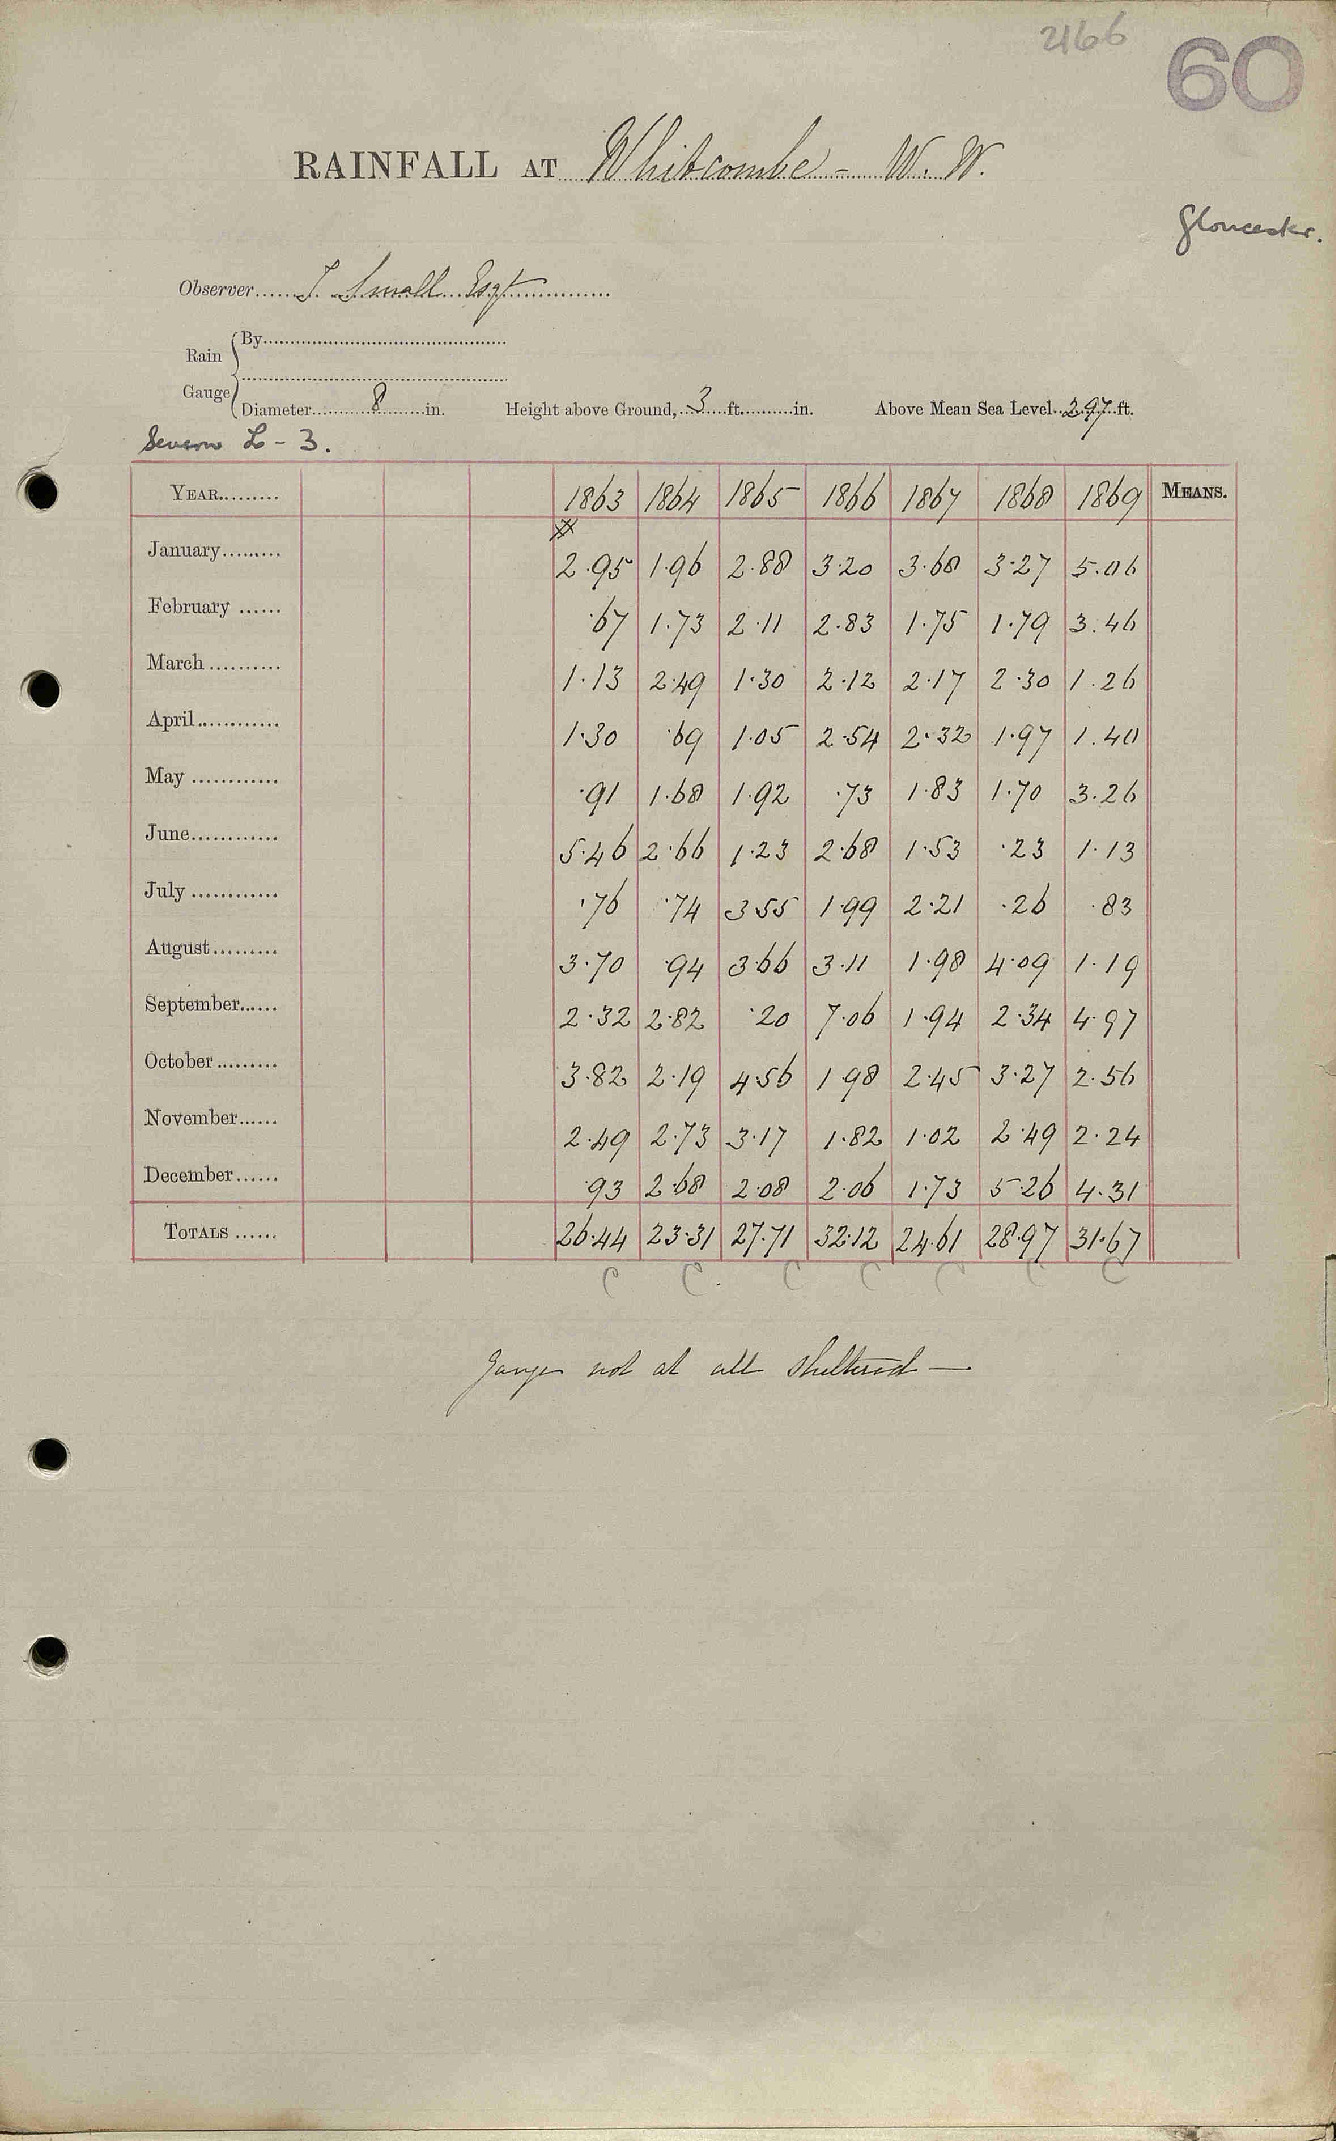 2166
60
RAINFALL AT Whitcombe - W. W.
Gloucester.
Observer...... J. Small Esqr
Rain Gauge
By
Diameter 8 in. Height above Ground, 3 ft. in. Above Mean Sea Level 297 ft.
L - 3.
YEAR 1863 1864 1865 1866 1867 1868 1869 MEANS.
January 2.95 1.96 2.88 3.20 3.68 3.27 5.06
February .67 1.73 2.11 2.83 1.75 1.79 3.46
March 1.13 2.49 1.30 2.12 2.17 2.30 1.26
April 1.30 .69 1.05 2.54 2.32 1.97 1.40
May .91 1.68 1.92 .73 1.83 1.70 3.26
June 5.46 2.66 1.23 2.68 1.53 .23 1.13
July .76 .74 3.55 1.99 2.21 .26 .83
August 3.70 .94 3.66 3.11 1.98 4.09 1.19
September 2.32 2.82 .20 7.06 1.94 2.34 4.97
October 3.82 2.19 4.56 1.98 2.45 3.27 2.56
November 2.49 2.73 3.17 1.82 1.02 2.49 2.24
December .93 2.68 2.08 2.06 1.73 5.26 4.31
TOTALS 26.44 23.31 27.71 32.12 24.61 28.97 31.67
C C C C C C C
Gauge not at all sheltered —